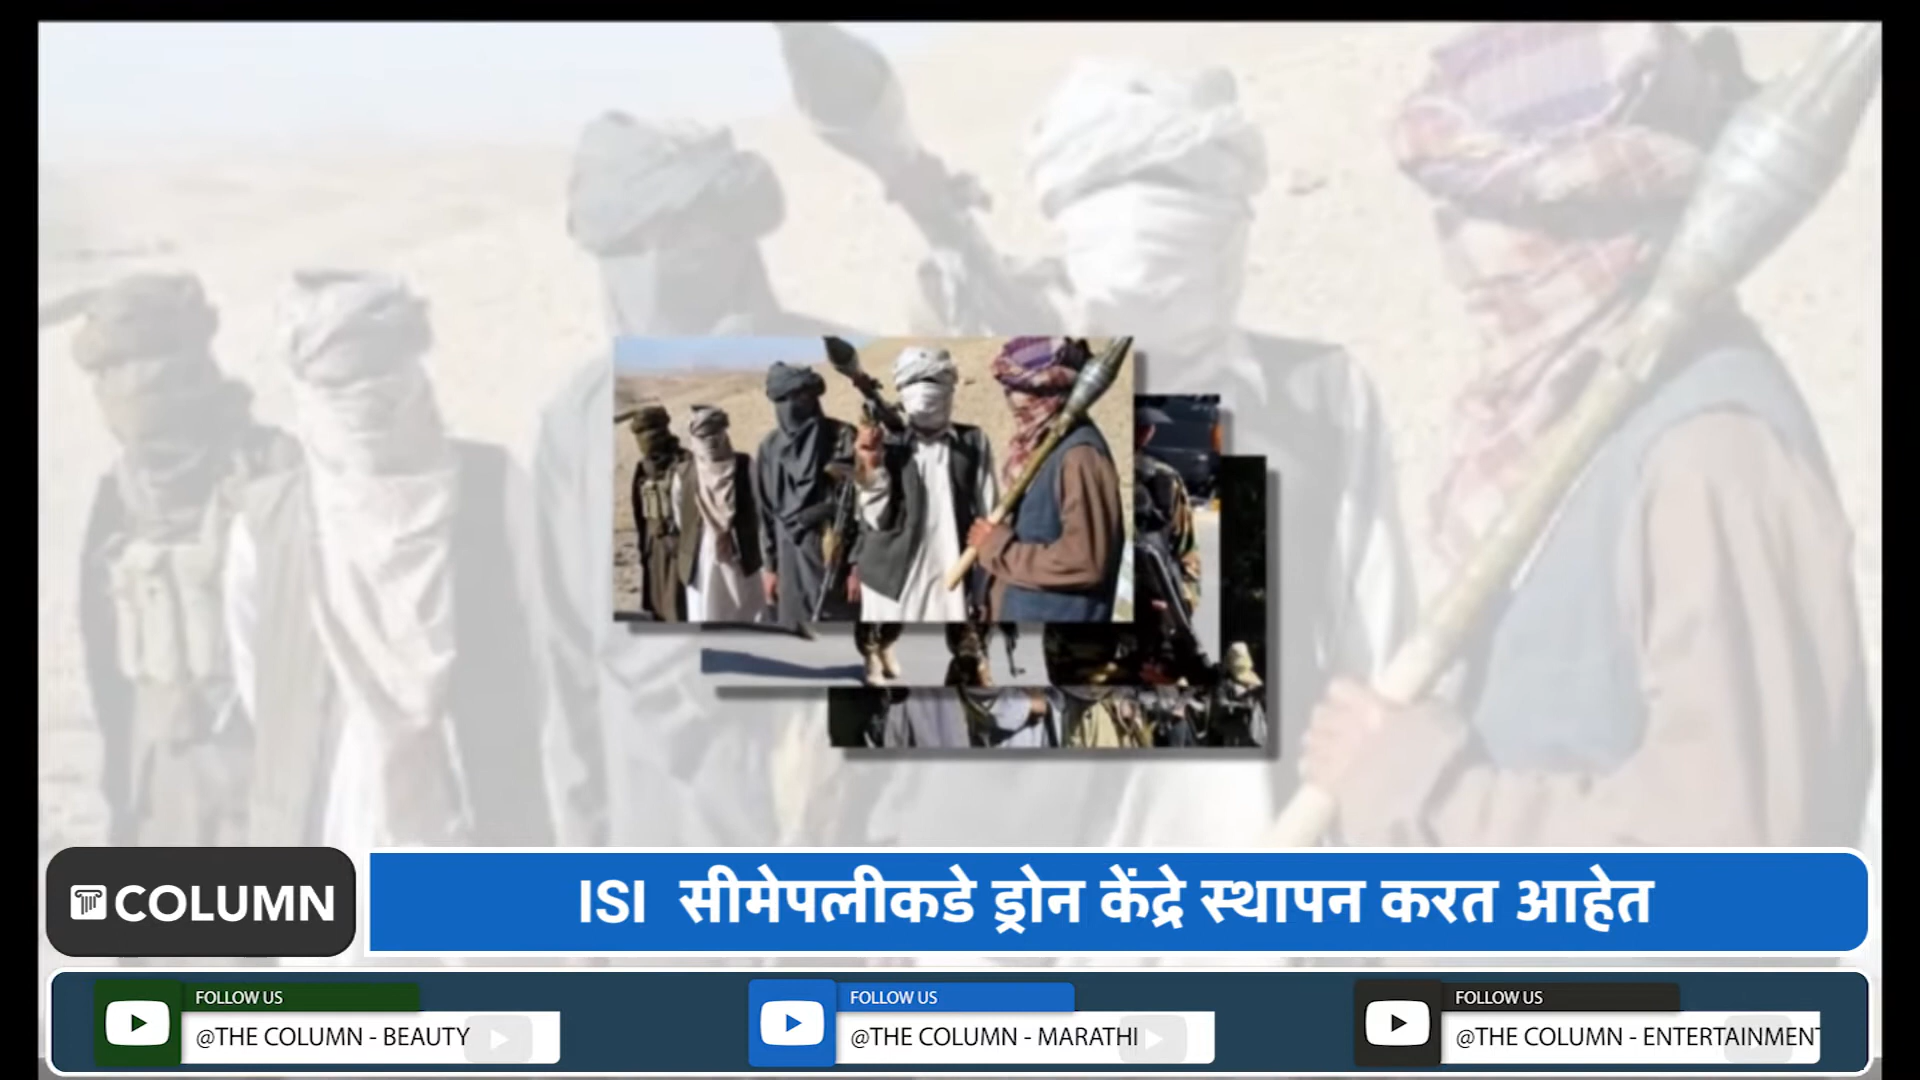 COLUMN
ISI सीमेपलीकडे ड्रोन केंद्रे स्थापन करत आहेत
FOLLOW US
@THE COLUMN - BEAUTY
FOLLOW US
@THE COLUMN - MARATHI
FOLLOW US
@THE COLUMN - ENTERTAINMENT